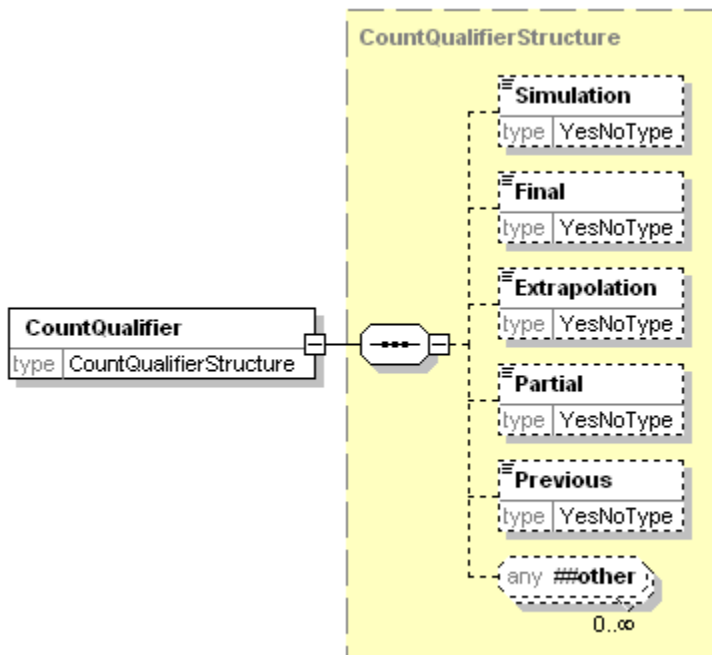 CountQualifierStructure
Simulation
type YesNoType
Final
type YesNoType
Extrapolation
type YesNoType
CountQualifier
type CountQualifierStructure
Partial
type YesNoType
Previous
type YesNoType
any ##other
0..∞